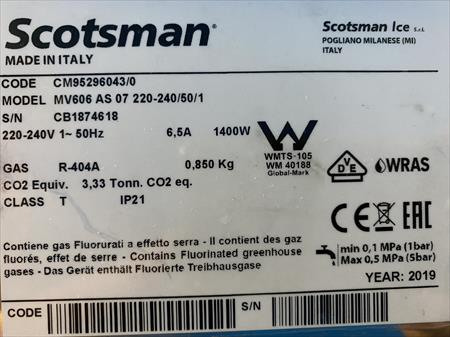 Scotsman
MADE IN ITALY
Scotsman Ice S.r.L
POGLIANO MILANESE (MI)
ITALY
CODE CM95296043/0
MODEL MV606 AS 07 220-240/50/1
S/N CB1874618
220-240V 1~ 50Hz 6,5A 1400W
WMTS-105
WM 40188
Global-Mark
DVE
WRAS
GAS R-404A 0,850 Kg
CO2 Equiv. 3,33 Tonn. CO2 eq.
CLASS T IP21
CE EAC
Contiene gas Fluorurati a effetto serra - Il contient des gaz
fluorés, effet de serre - Contains Fluorinated greenhouse
gases - Das Gerät enthält Fluorierte Treibhausgase
min 0,1 MPa (1bar)
Max 0,5 MPa (5bar)
YEAR: 2019
CODE S/N